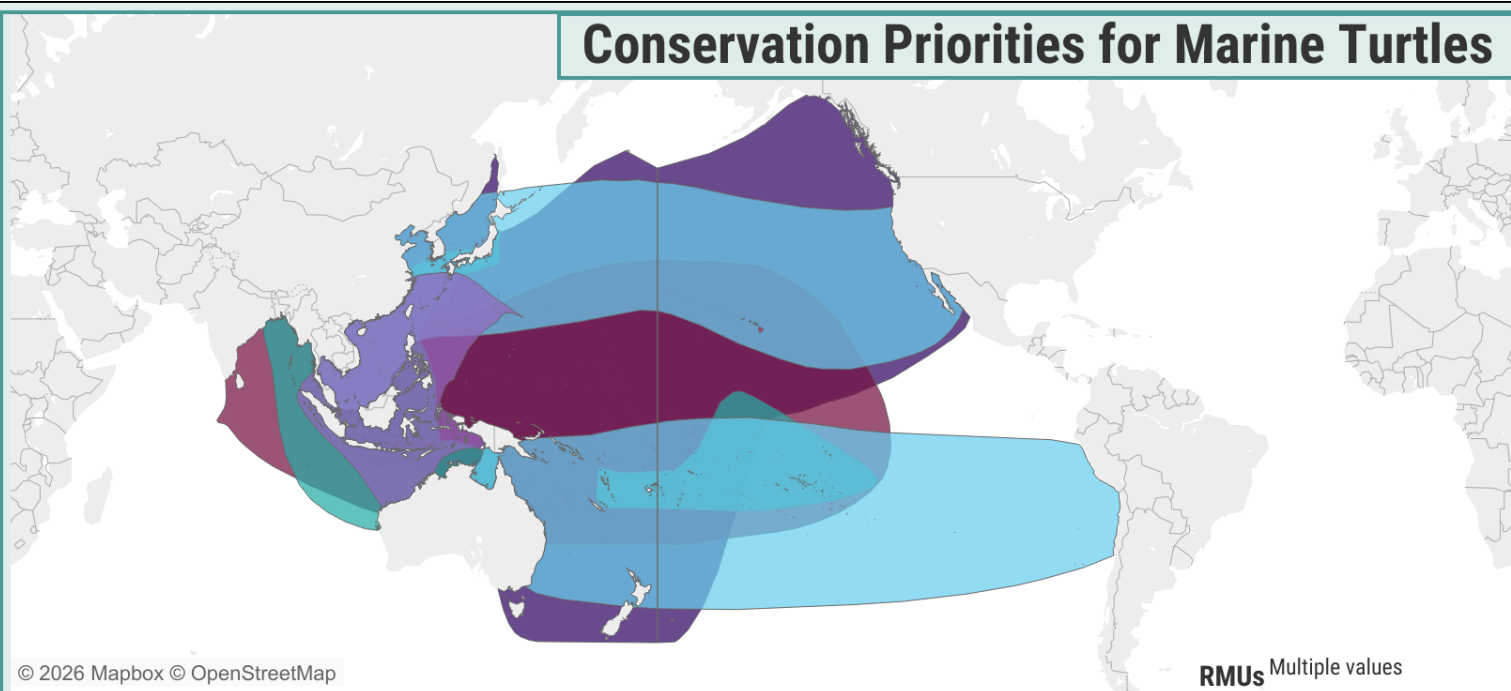 Conservation Priorities for Marine Turtles
© 2026 Mapbox © OpenStreetMap
RMUs Multiple values